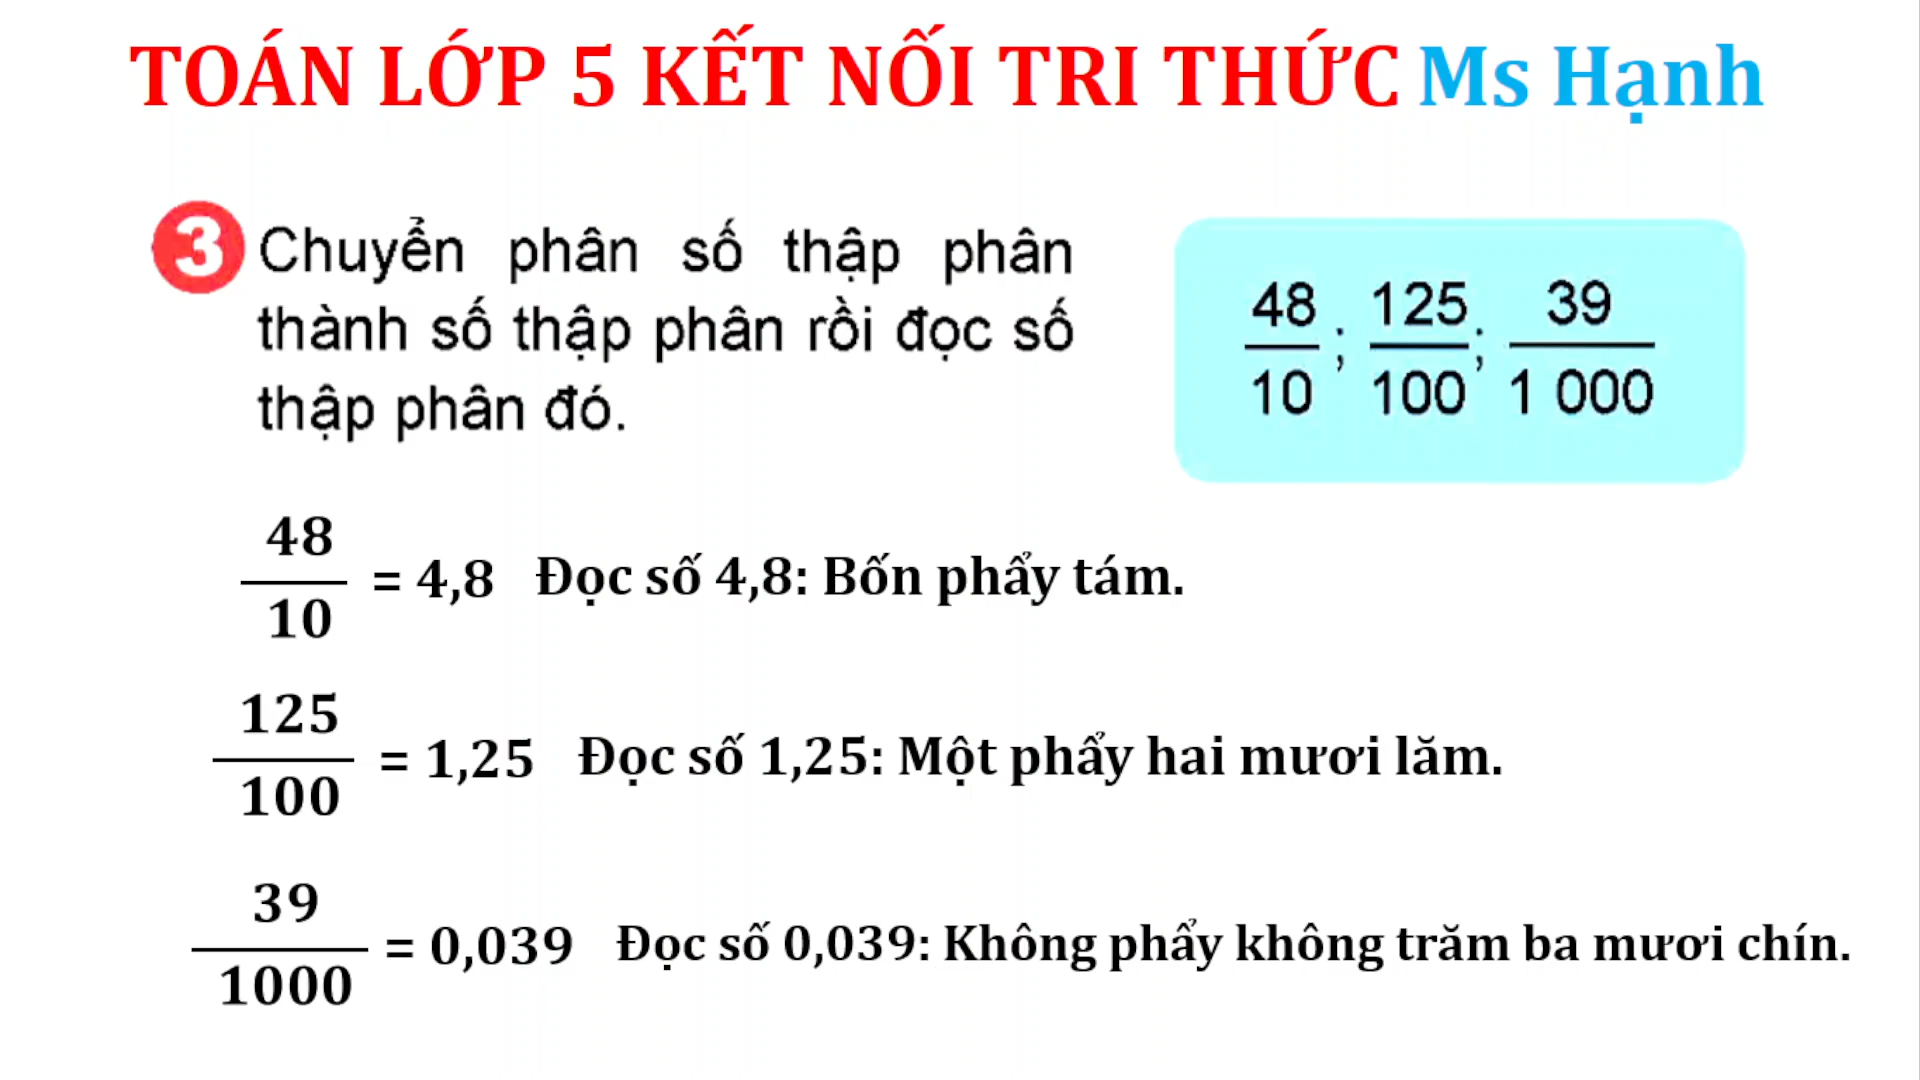 TOÁN LỚP 5 KẾT NỐI TRI THỨC Ms Hạnh
3 Chuyển phân số thập phân
thành số thập phân rồi đọc số
thập phân đó.
48/10 ; 125/100 ; 39/1 000
48/10 = 4,8 Đọc số 4,8: Bốn phẩy tám.
125/100 = 1,25 Đọc số 1,25: Một phẩy hai mươi lăm.
39/1000 = 0,039 Đọc số 0,039: Không phẩy không trăm ba mươi chín.